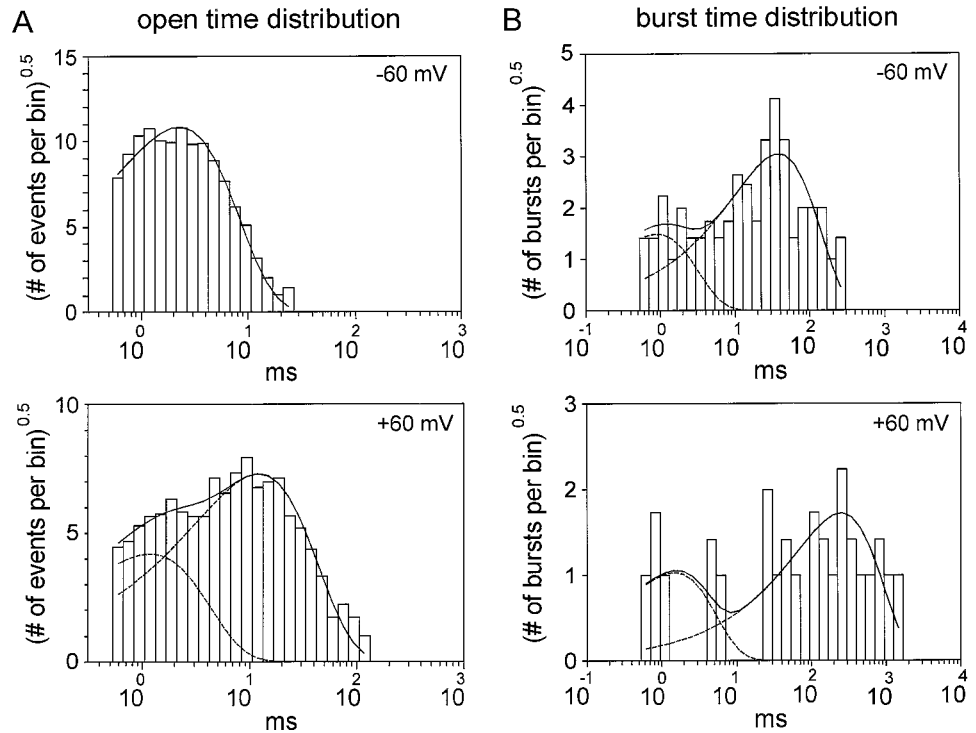 A open time distribution
B burst time distribution
-60 mV
(# of events per bin)^0.5
15
10
5
0
10^0 10^1 10^2 10^3
ms
-60 mV
(# of bursts per bin)^0.5
5
4
3
2
1
0
10^-1 10^0 10^1 10^2 10^3 10^4
ms
+60 mV
(# of events per bin)^0.5
10
8
6
4
2
0
10^0 10^1 10^2 10^3
ms
+60 mV
(# of bursts per bin)^0.5
3
2
1
0
10^-1 10^0 10^1 10^2 10^3 10^4
ms